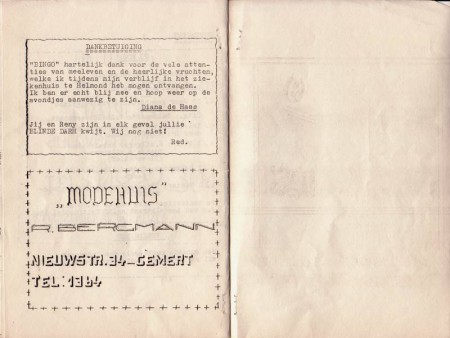 DANKBETUIGING
"BINGO" hartelijk dank voor de vele atten-
ties van meeleven en de heerlijke vruchten,
welke ik tijdens mijn verblijf in het zie-
kenhuis te Helmond heb mogen ontvangen.
Ik ben er echt blij mee en hoop weer op de
avondjes aanwezig te zijn.
Diana de Haas
Jij en Reny zijn in elk geval jullie
BLINDE DARM kwijt. Wij nog niet!
Red.
„MODEHUIS"
R. BERGMANN
NIEUWSTR. 34-GEMERT
TEL: 1364